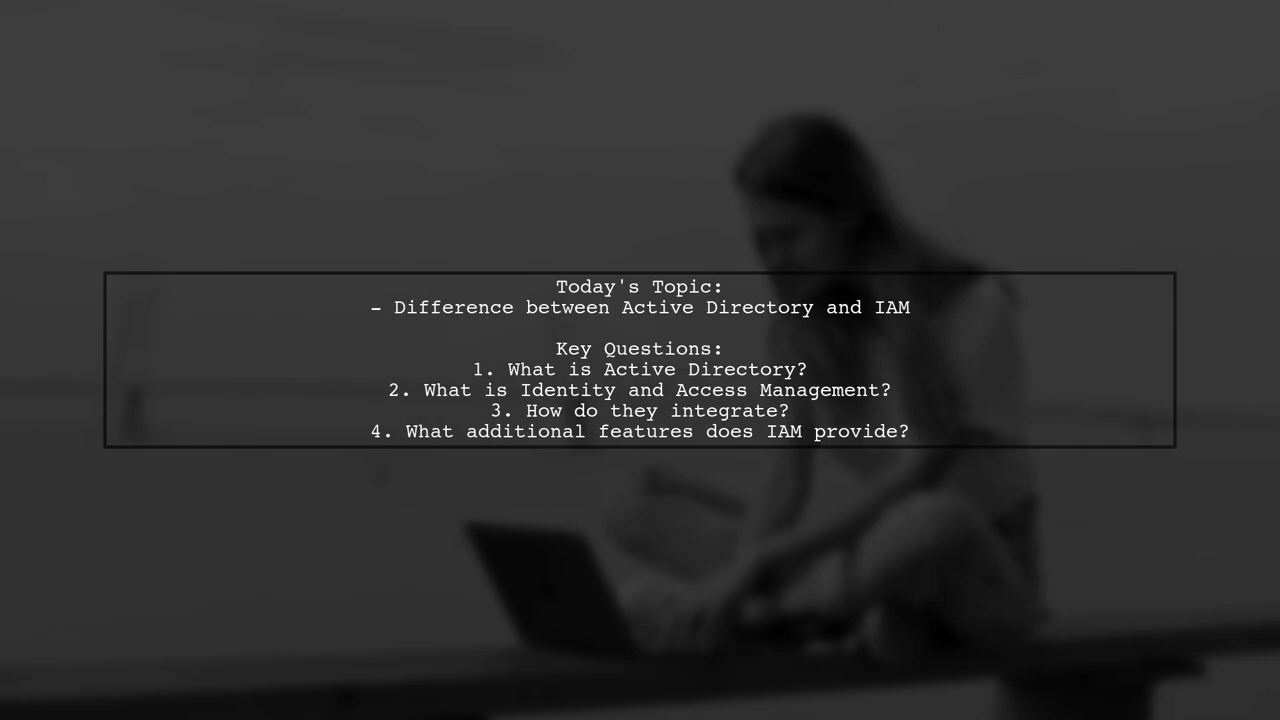 Today's Topic:
– Difference between Active Directory and IAM
Key Questions:
1. What is Active Directory?
2. What is Identity and Access Management?
3. How do they integrate?
4. What additional features does IAM provide?